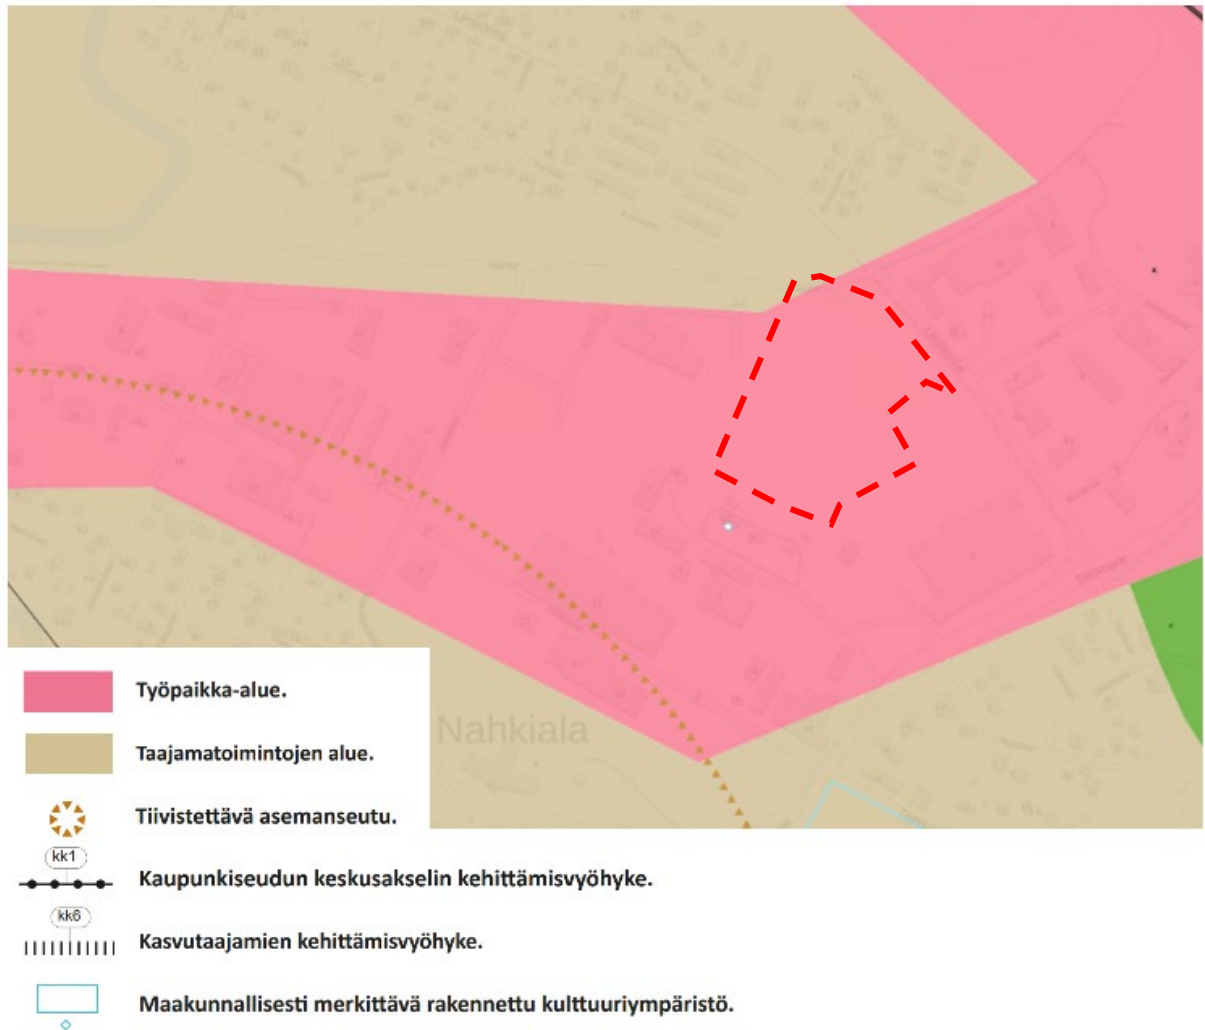 Nahkiala
Työpaikka-alue.
Taajamatoimintojen alue.
Tiivistettävä asemanseutu.
kk1
Kaupunkiseudun keskusakselin kehittämisvyöhyke.
kk6
Kasvutaajamien kehittämisvyöhyke.
Maakunnallisesti merkittävä rakennettu kulttuuriympäristö.